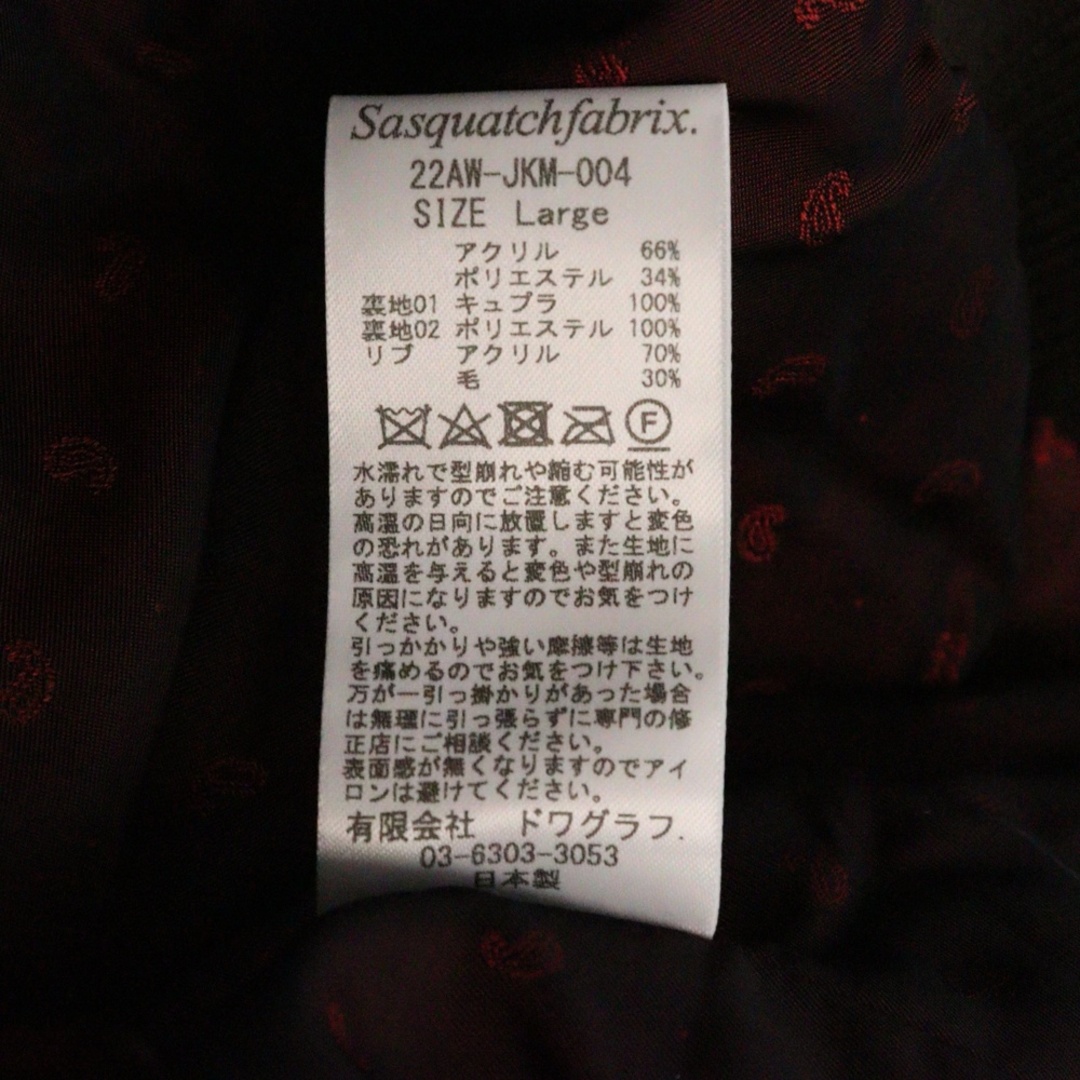 Sasquatchfabrix.
22AW-JKM-004
SIZE Large
アクリル 66%
ポリエステル 34%
裏地01 キュプラ 100%
裏地02 ポリエステル 100%
リブ アクリル 70%
毛 30%
F
水濡れで型崩れや縮む可能性が
ありますのでご注意ください。
高温の日向に放置しますと変色
の恐れがあります。また生地に
高温を与えると変色や型崩れの
原因になりますのでお気をつけ
ください。
引っかかりや強い摩擦等は生地
を痛めるのでお気をつけ下さい。
万が一引っ掛かりがあった場合
は無理に引っ張らずに専門の修
正店にご相談ください。
表面感が無くなりますのでアイ
ロンは避けてください。
有限会社 ドワグラフ.
03-6303-3053
日本製